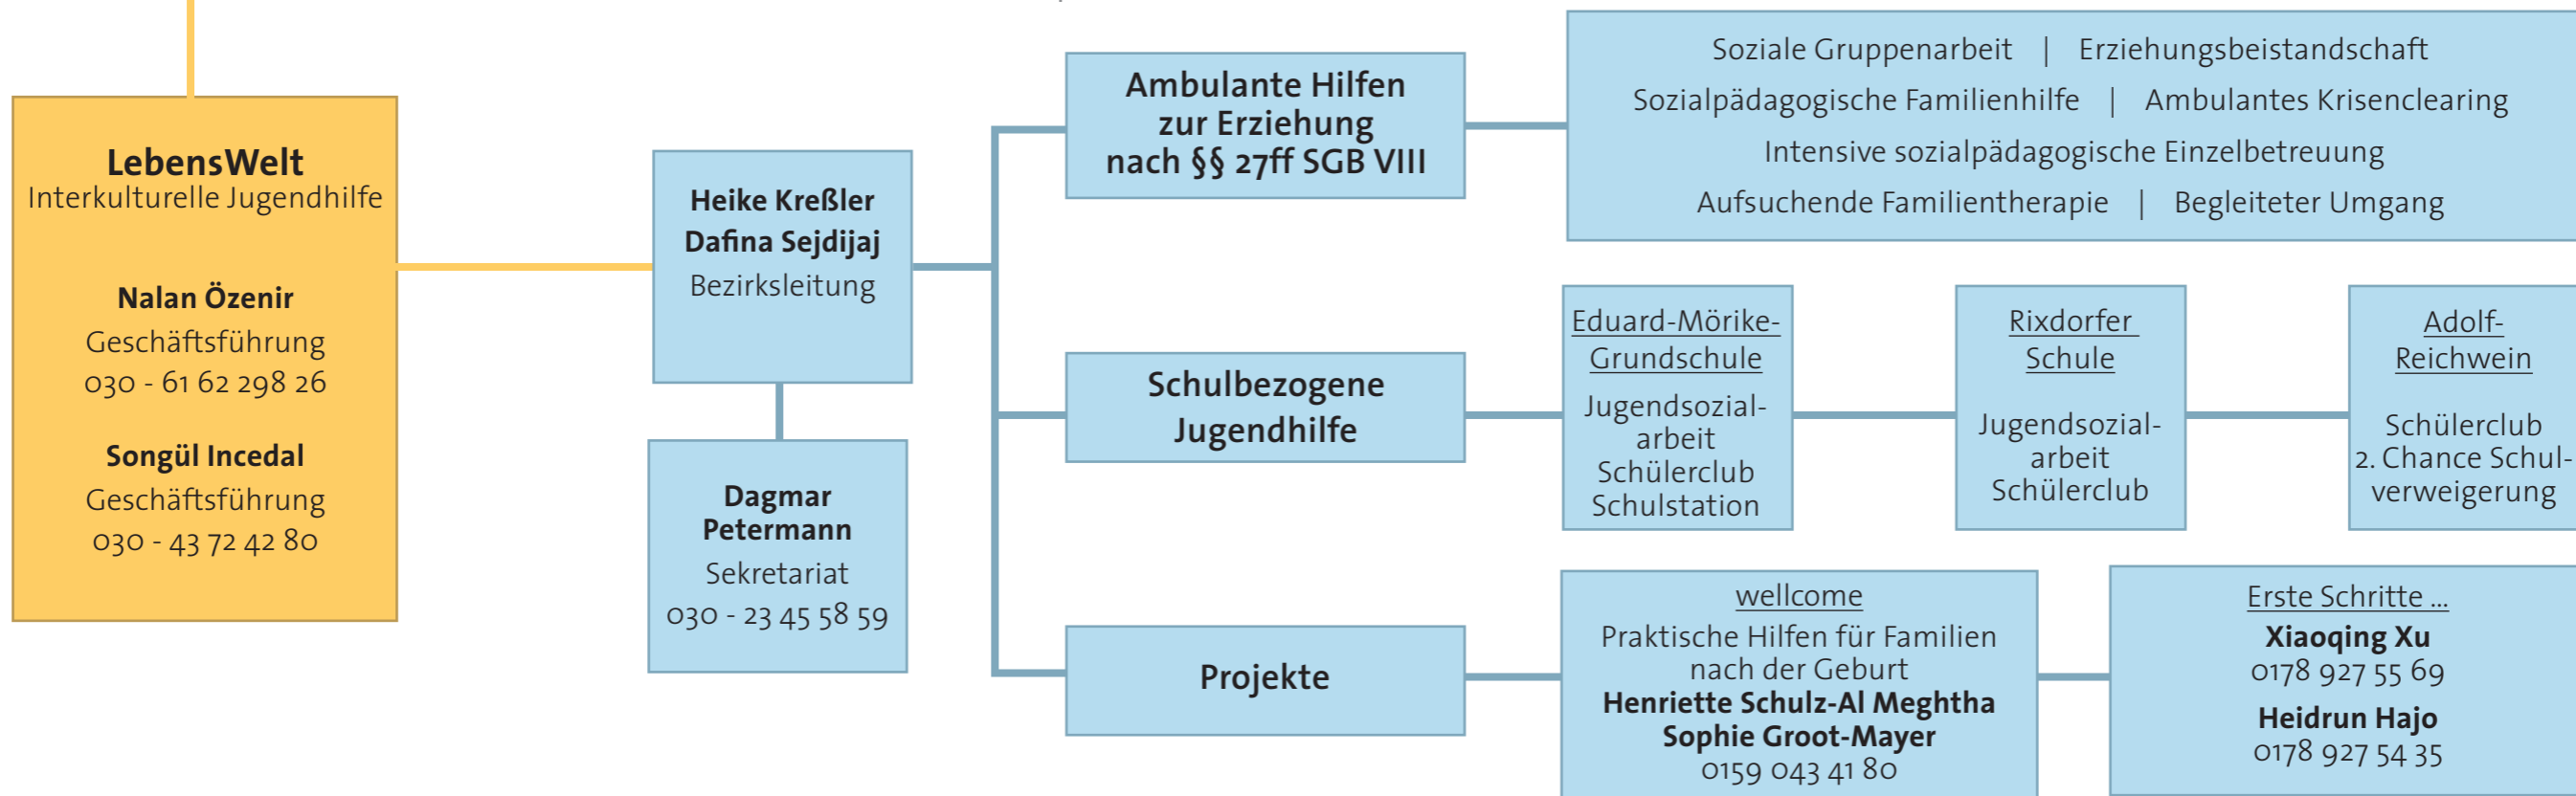 LebensWelt
Interkulturelle Jugendhilfe
Nalan Özenir
Geschäftsführung
030 - 61 62 298 26
Songül Incedal
Geschäftsführung
030 - 43 72 42 80
Heike Kreßler
Dafina Sejdijaj
Bezirksleitung
Dagmar
Petermann
Sekretariat
030 - 23 45 58 59
Ambulante Hilfen
zur Erziehung
nach §§ 27ff SGB VIII
Soziale Gruppenarbeit | Erziehungsbeistandschaft
Sozialpädagogische Familienhilfe | Ambulantes Krisenclearing
Intensive sozialpädagogische Einzelbetreuung
Aufsuchende Familientherapie | Begleiteter Umgang
Schulbezogene
Jugendhilfe
Eduard-Mörike-
Grundschule
Jugendsozial-
arbeit
Schülerclub
Schulstation
Rixdorfer
Schule
Jugendsozial-
arbeit
Schülerclub
Adolf-
Reichwein
Schülerclub
2. Chance Schul-
verweigerung
Projekte
wellcome
Praktische Hilfen für Familien
nach der Geburt
Henriette Schulz-Al Meghtha
Sophie Groot-Mayer
0159 043 41 80
Erste Schritte ...
Xiaoqing Xu
0178 927 55 69
Heidrun Hajo
0178 927 54 35